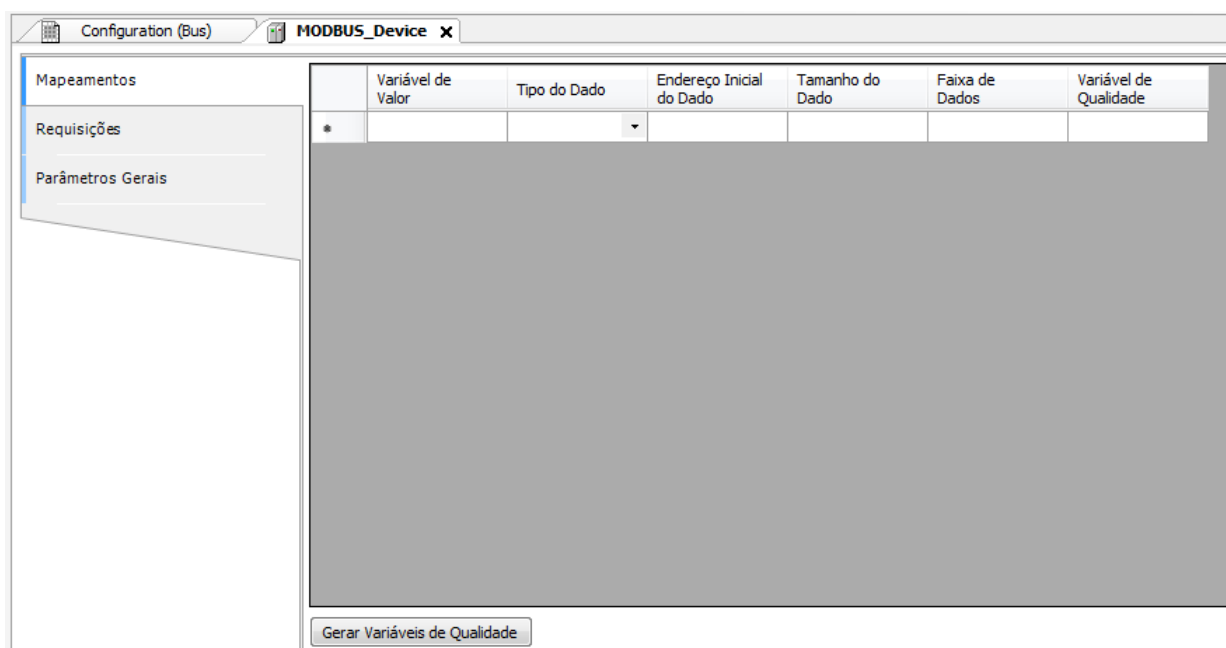 Configuration (Bus)
MODBUS_Device
Mapeamentos
Requisições
Parâmetros Gerais
Variável de
Valor
Tipo do Dado
Endereço Inicial
do Dado
Tamanho do
Dado
Faixa de
Dados
Variável de
Qualidade
Gerar Variáveis de Qualidade